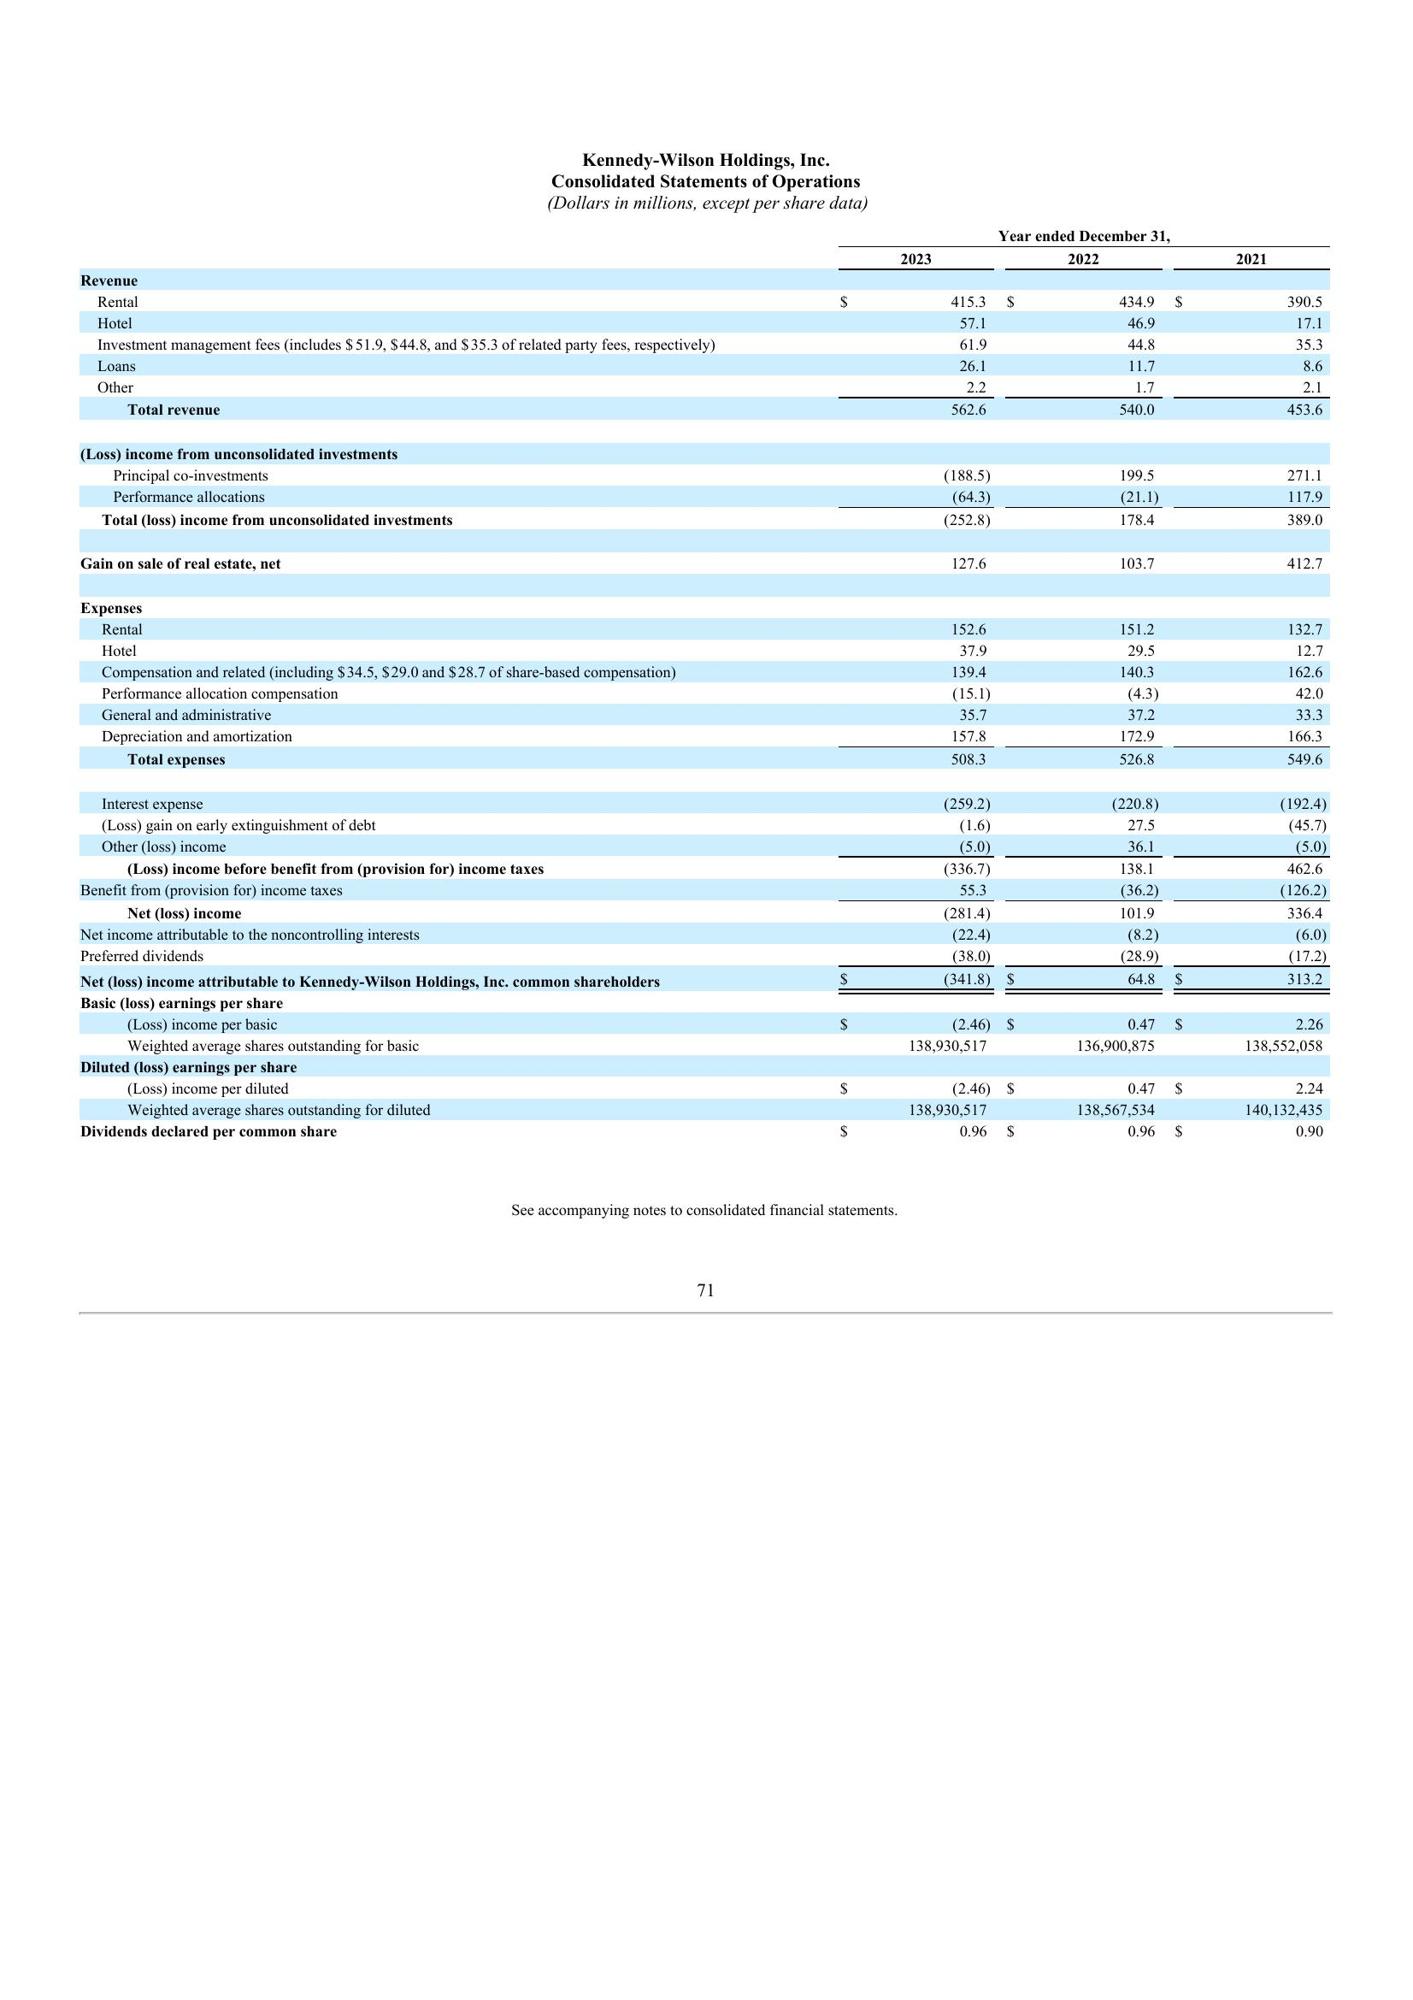 Kennedy-Wilson Holdings, Inc.
Consolidated Statements of Operations
(Dollars in millions, except per share data)
Year ended December 31,
2023 2022 2021
Revenue
Rental $ 415.3 $ 434.9 $ 390.5
Hotel 57.1 46.9 17.1
Investment management fees (includes $51.9, $44.8, and $35.3 of related party fees, respectively) 61.9 44.8 35.3
Loans 26.1 11.7 8.6
Other 2.2 1.7 2.1
Total revenue 562.6 540.0 453.6
(Loss) income from unconsolidated investments
Principal co-investments (188.5) 199.5 271.1
Performance allocations (64.3) (21.1) 117.9
Total (loss) income from unconsolidated investments (252.8) 178.4 389.0
Gain on sale of real estate, net 127.6 103.7 412.7
Expenses
Rental 152.6 151.2 132.7
Hotel 37.9 29.5 12.7
Compensation and related (including $34.5, $29.0 and $28.7 of share-based compensation) 139.4 140.3 162.6
Performance allocation compensation (15.1) (4.3) 42.0
General and administrative 35.7 37.2 33.3
Depreciation and amortization 157.8 172.9 166.3
Total expenses 508.3 526.8 549.6
Interest expense (259.2) (220.8) (192.4)
(Loss) gain on early extinguishment of debt (1.6) 27.5 (45.7)
Other (loss) income (5.0) 36.1 (5.0)
(Loss) income before benefit from (provision for) income taxes (336.7) 138.1 462.6
Benefit from (provision for) income taxes 55.3 (36.2) (126.2)
Net (loss) income (281.4) 101.9 336.4
Net income attributable to the noncontrolling interests (22.4) (8.2) (6.0)
Preferred dividends (38.0) (28.9) (17.2)
Net (loss) income attributable to Kennedy-Wilson Holdings, Inc. common shareholders $ (341.8) $ 64.8 $ 313.2
Basic (loss) earnings per share
(Loss) income per basic $ (2.46) $ 0.47 $ 2.26
Weighted average shares outstanding for basic 138,930,517 136,900,875 138,552,058
Diluted (loss) earnings per share
(Loss) income per diluted $ (2.46) $ 0.47 $ 2.24
Weighted average shares outstanding for diluted 138,930,517 138,567,534 140,132,435
Dividends declared per common share $ 0.96 $ 0.96 $ 0.90
See accompanying notes to consolidated financial statements.
71